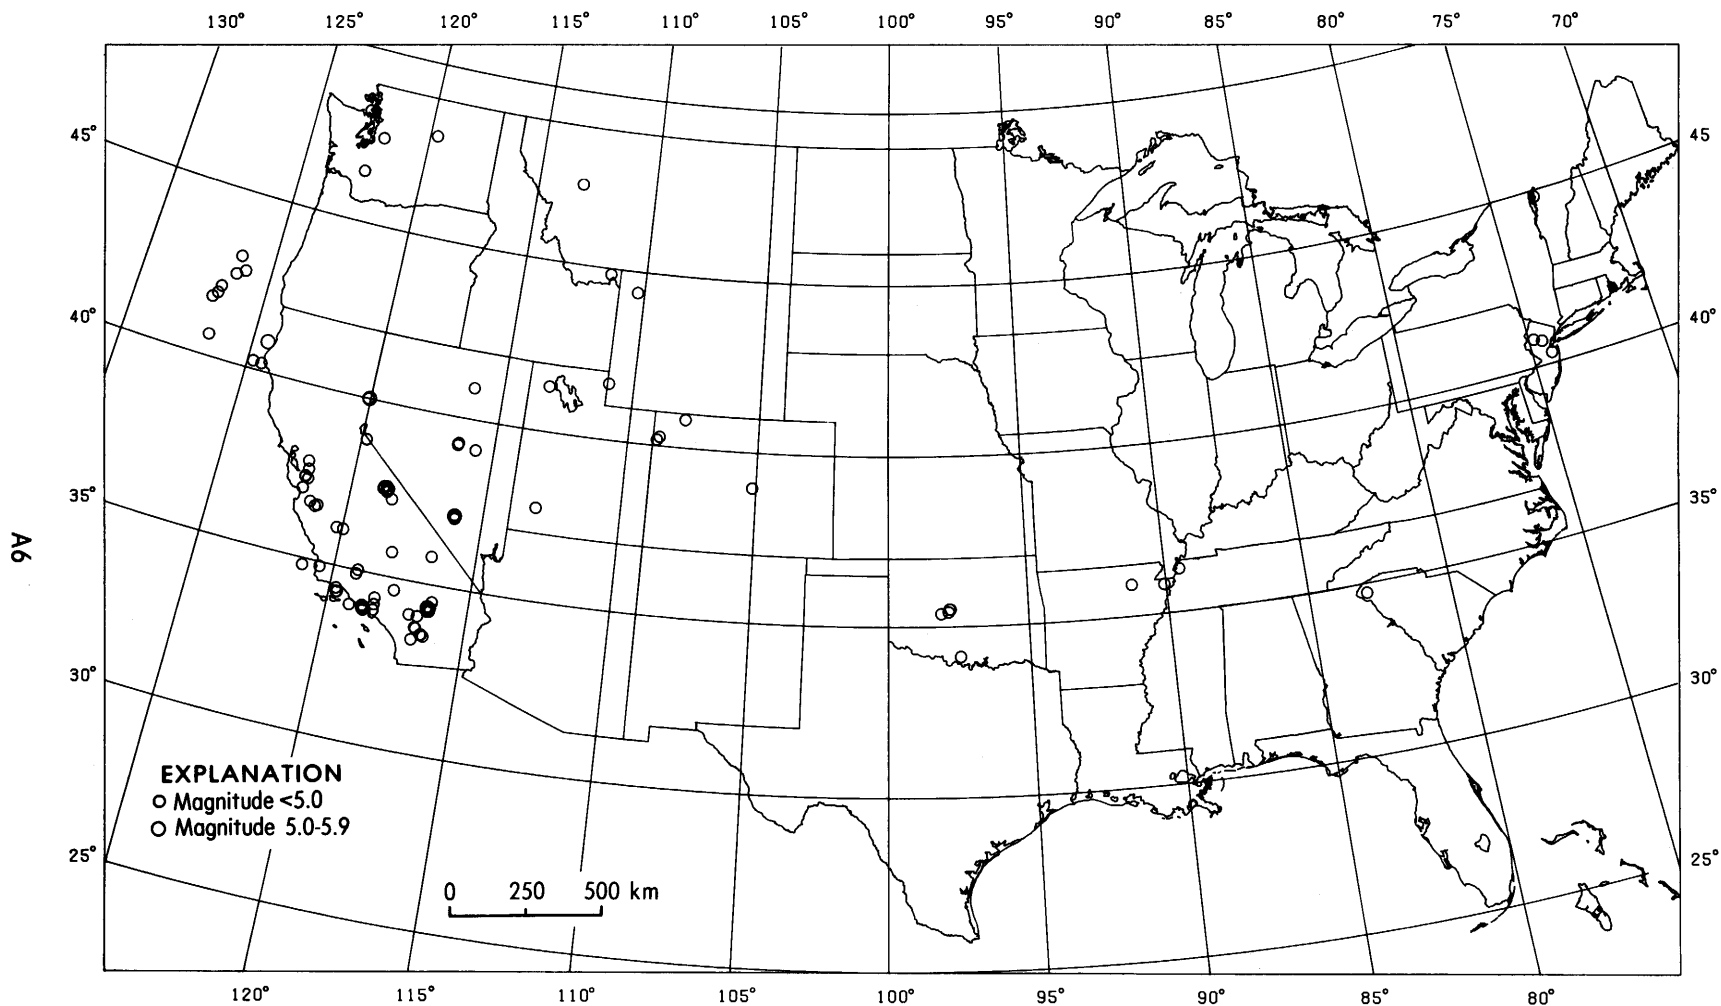 130° 125° 120° 115° 110° 105° 100° 95° 90° 85° 80° 75° 70°
45° 45
40° 40°
35° 35°
A6
30° 30°
EXPLANATION
Magnitude <5.0
Magnitude 5.0-5.9
25° 25°
0 250 500 km
120° 115° 110° 105° 100° 95° 90° 85° 80°